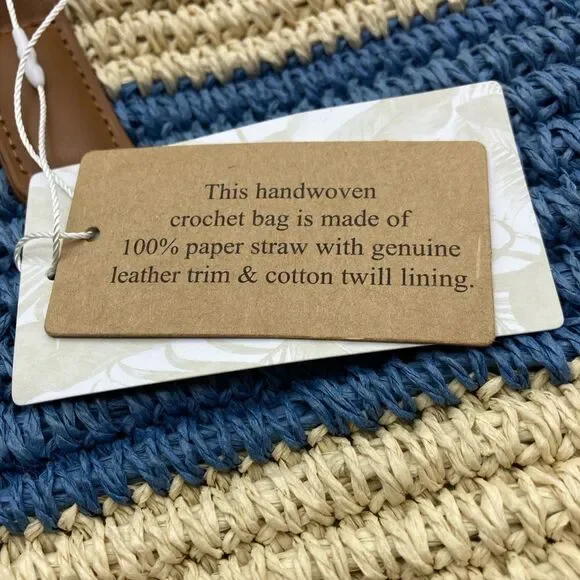 This handwoven
crochet bag is made of
100% paper straw with genuine
leather trim & cotton twill lining.